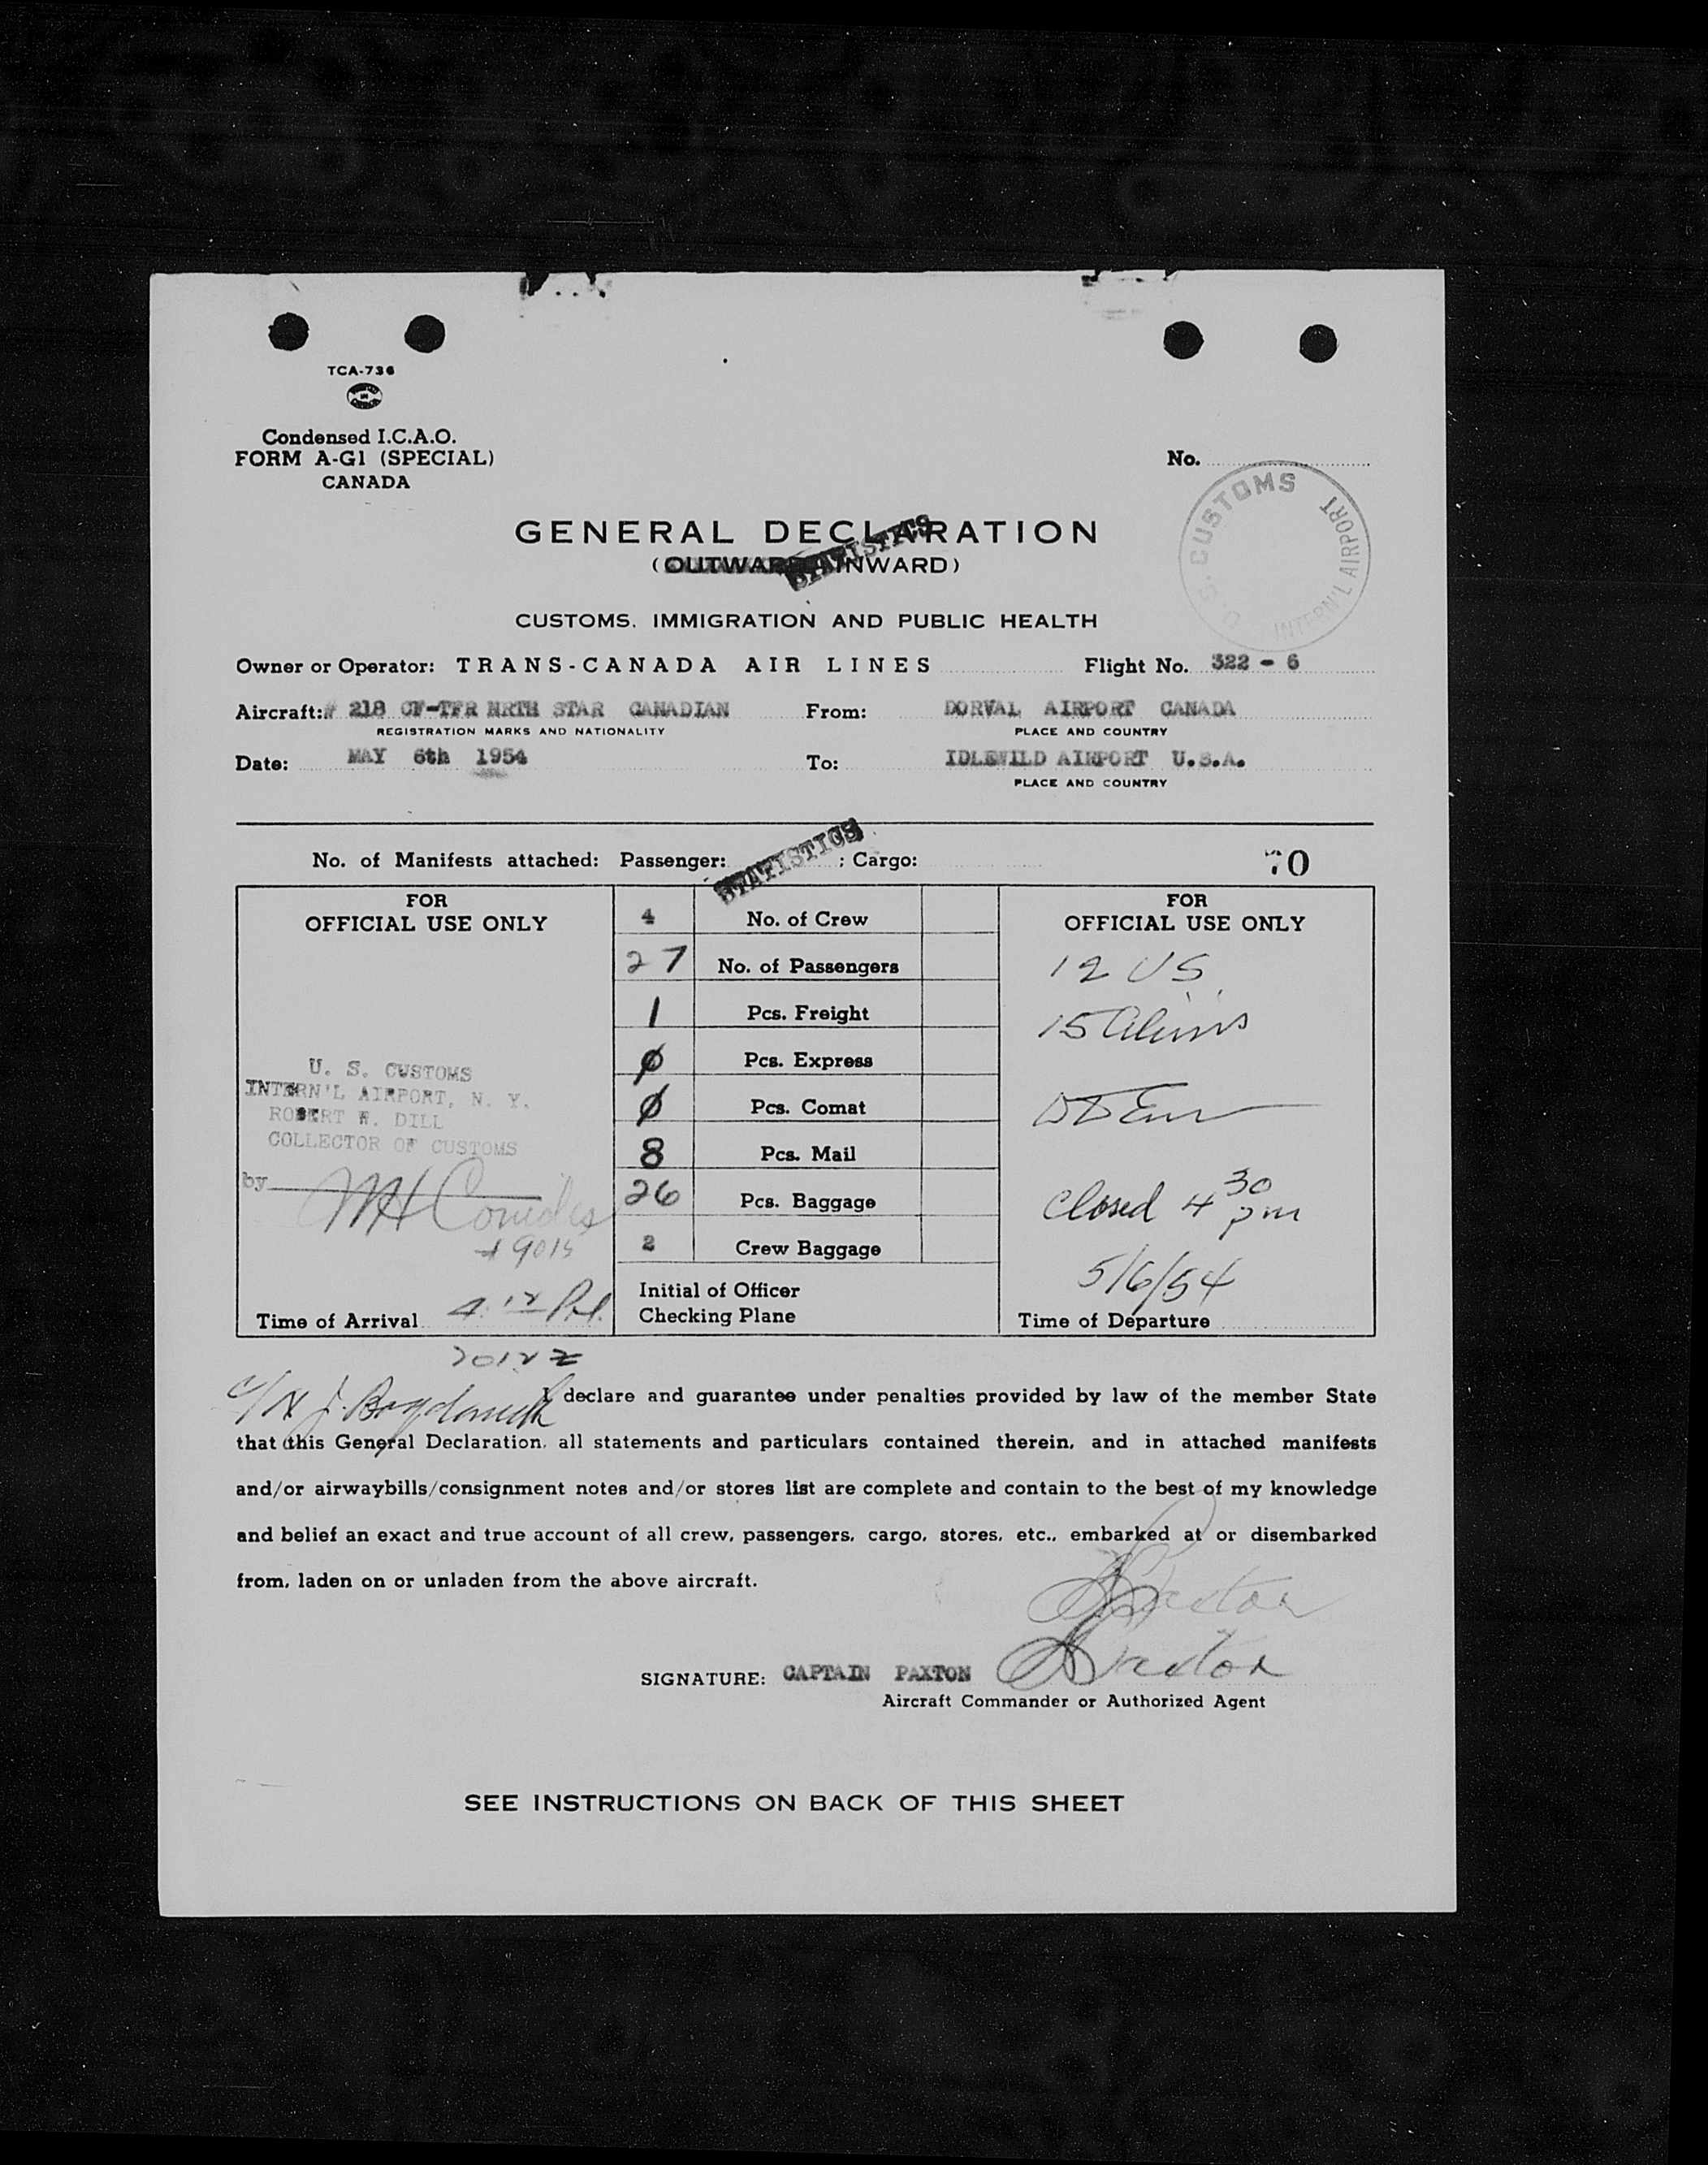 TCA-736
Condensed I.C.A.O.
FORM A-G1 (SPECIAL)
CANADA
No.
U. S. CUSTOMS
INTERN'L AIRPORT
GENERAL DECLARATION
(OUTWARD INWARD)
STATISTICS
CUSTOMS, IMMIGRATION AND PUBLIC HEALTH
Owner or Operator: TRANS-CANADA AIR LINES Flight No. 322 - 6
Aircraft: # 218 CF-TFR NRTH STAR CANADIAN From: DORVAL AIRPORT CANADA
REGISTRATION MARKS AND NATIONALITY PLACE AND COUNTRY
Date: MAY 6th 1954 To: IDLEWILD AIRPORT U.S.A.
PLACE AND COUNTRY
No. of Manifests attached: Passenger: ; Cargo: 70
STATISTICS
FOR
OFFICIAL USE ONLY
U. S. CUSTOMS
INTERN'L AIRPORT, N. Y.
ROBERT W. DILL
COLLECTOR OF CUSTOMS
by
Time of Arrival 4:12 P.M.
2012 Z
4 No. of Crew
27 No. of Passengers
1 Pcs. Freight
0 Pcs. Express
0 Pcs. Comat
8 Pcs. Mail
26 Pcs. Baggage
2 Crew Baggage
Initial of Officer
Checking Plane
FOR
OFFICIAL USE ONLY
12 US
15 Aliens
Closed 4 30 pm
5/6/54
Time of Departure
I declare and guarantee under penalties provided by law of the member State
that this General Declaration, all statements and particulars contained therein, and in attached manifests
and/or airwaybills/consignment notes and/or stores list are complete and contain to the best of my knowledge
and belief an exact and true account of all crew, passengers, cargo, stores, etc., embarked at or disembarked
from, laden on or unladen from the above aircraft.
Paxton
SIGNATURE: CAPTAIN PAXTON Paxton
Aircraft Commander or Authorized Agent
SEE INSTRUCTIONS ON BACK OF THIS SHEET